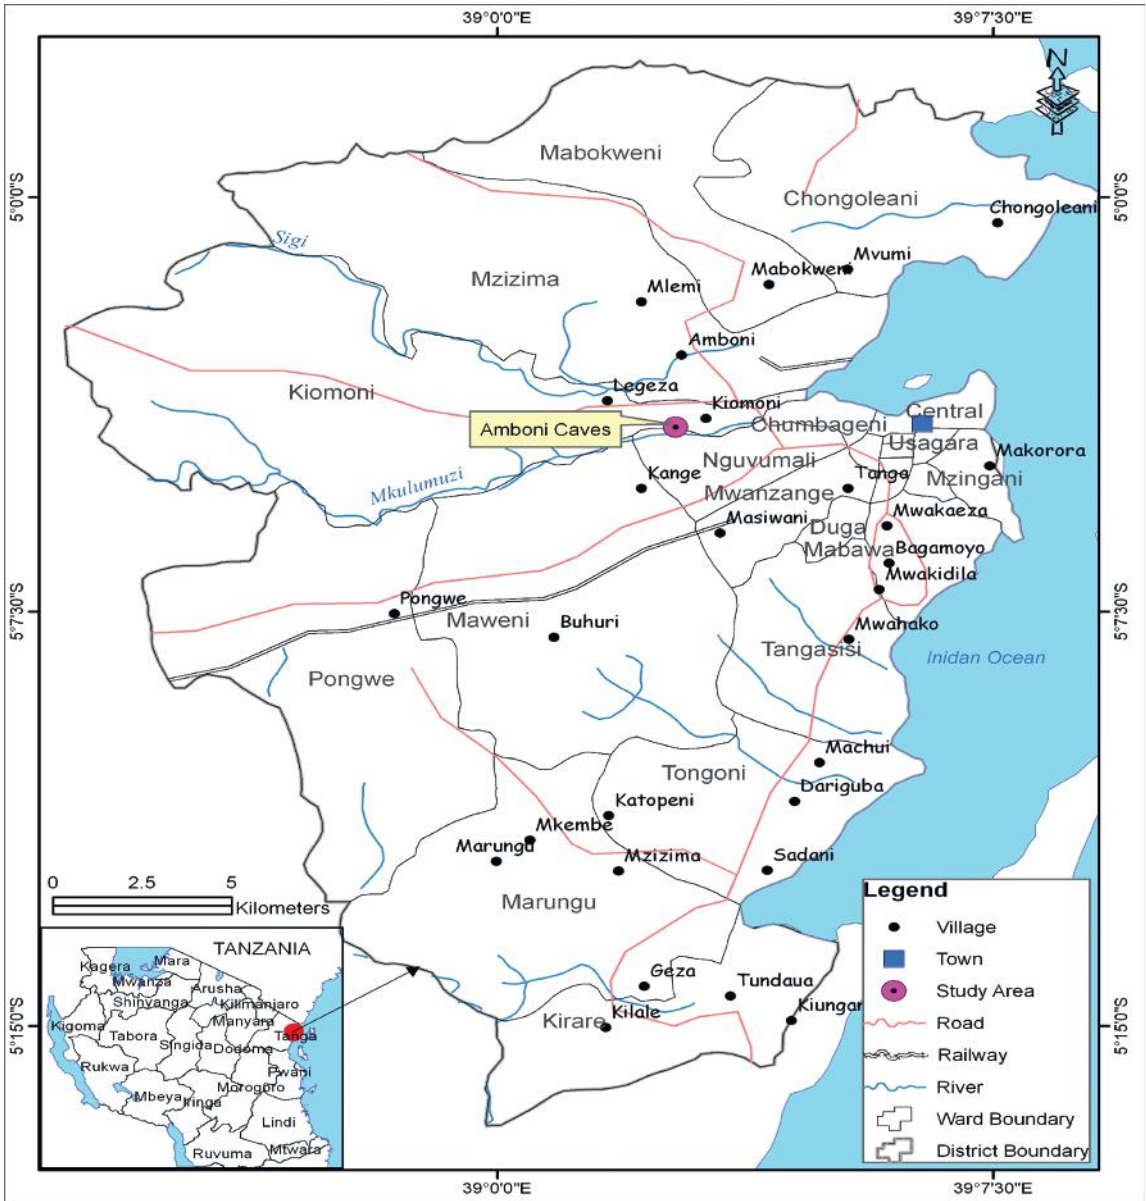 39°0'0"E
39°7'30"E
N
Mabokweni
Chongoleani
5°0'0"S
5°0'0"S
Chongoleani
Sigi
Mvumi
Mabokweni
Mzizima
Mlemi
Amboni
Kiomoni
Legeza
Kiomoni
Central
Amboni Caves
Chumbageni
Usagara
Makorora
Nguvumali
Kange
Tanga
Mzingani
Mkulumuzi
Mwanzange
Masiwani
Duga
Mwakaeza
Mabawa
Bagamoyo
Mwakidila
Pongwe
5°7'30"S
5°7'30"S
Maweni
Buhuri
Mwahako
Tangasisi
Inidan Ocean
Pongwe
Machui
Tongoni
Dariguba
Katopeni
Mkembe
Marungu
Mzizima
Sadani
0 2.5 5
Kilometers
Marungu
Legend
Village
Town
Study Area
Road
Railway
River
Ward Boundary
District Boundary
Geza
Tundaua
Kirare
Kilale
Kiungar
5°15'0"S
5°15'0"S
TANZANIA
Kagera
Mara
Mwanza
Arusha
Shinyanga
Kilimanjaro
Kigoma
Manyara
Tabora
Tanga
Singida
Dodoma
Rukwa
Pwani
Morogoro
Mbeya
Iringa
Lindi
Ruvuma
Mtwara
39°0'0"E
39°7'30"E